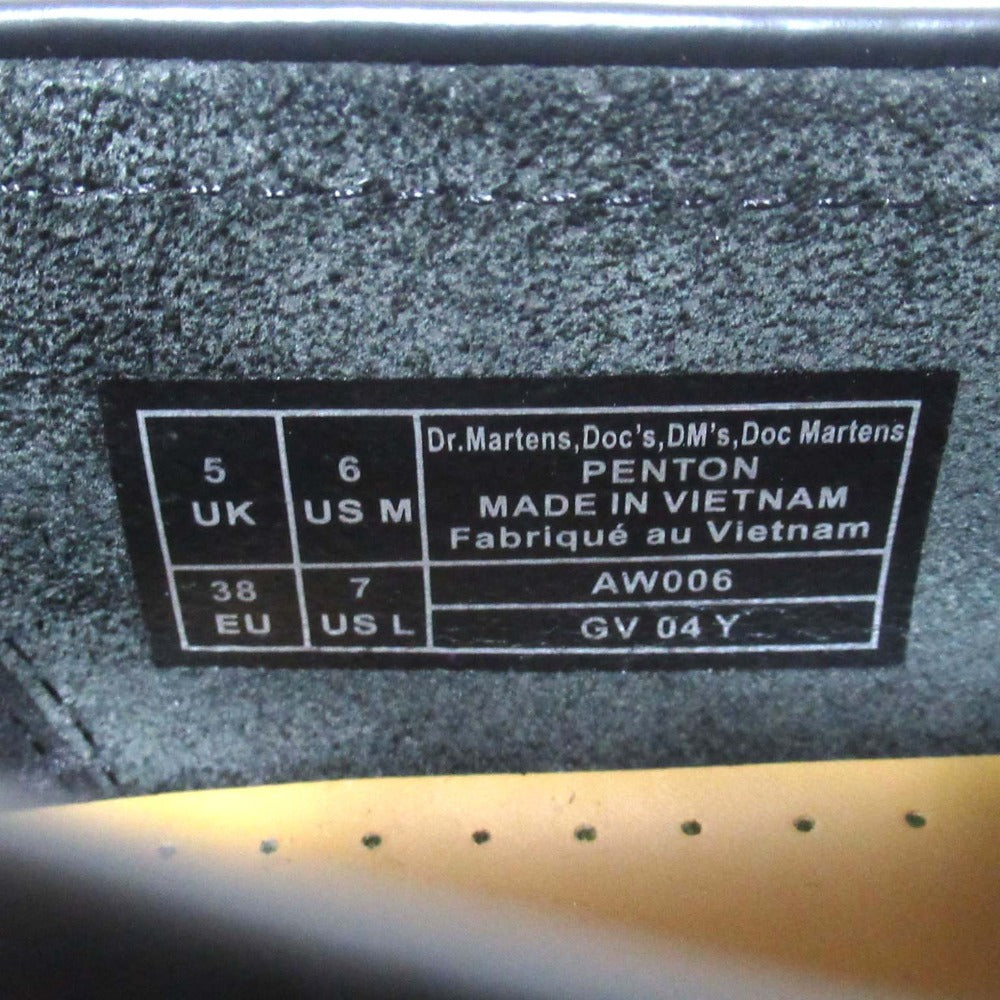 5
UK
6
US M
38
EU
7
US L
Dr.Martens,Doc's,DM's,Doc Martens
PENTON
MADE IN VIETNAM
Fabriqué au Vietnam
AW006
GV 04 Y